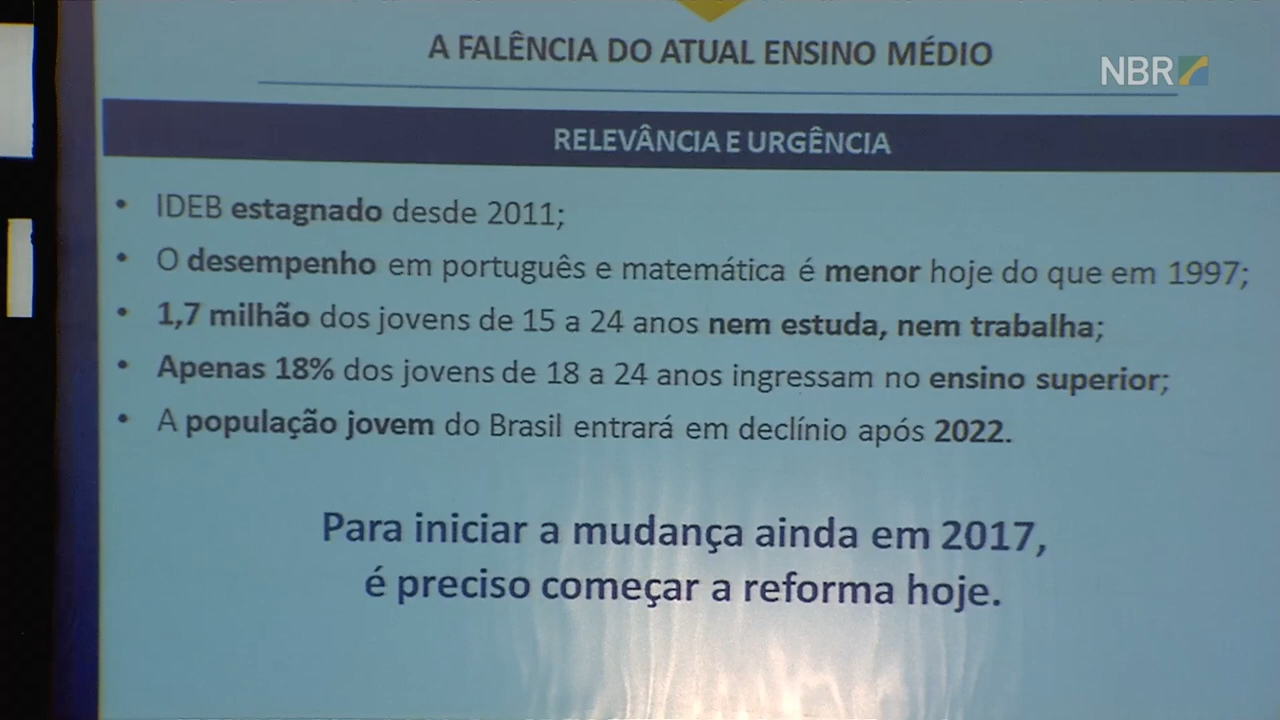 A FALÊNCIA DO ATUAL ENSINO MÉDIO
NBR
RELEVÂNCIA E URGÊNCIA
• IDEB estagnado desde 2011;
• O desempenho em português e matemática é menor hoje do que em 1997;
• 1,7 milhão dos jovens de 15 a 24 anos nem estuda, nem trabalha;
• Apenas 18% dos jovens de 18 a 24 anos ingressam no ensino superior;
• A população jovem do Brasil entrará em declínio após 2022.
Para iniciar a mudança ainda em 2017,
é preciso começar a reforma hoje.